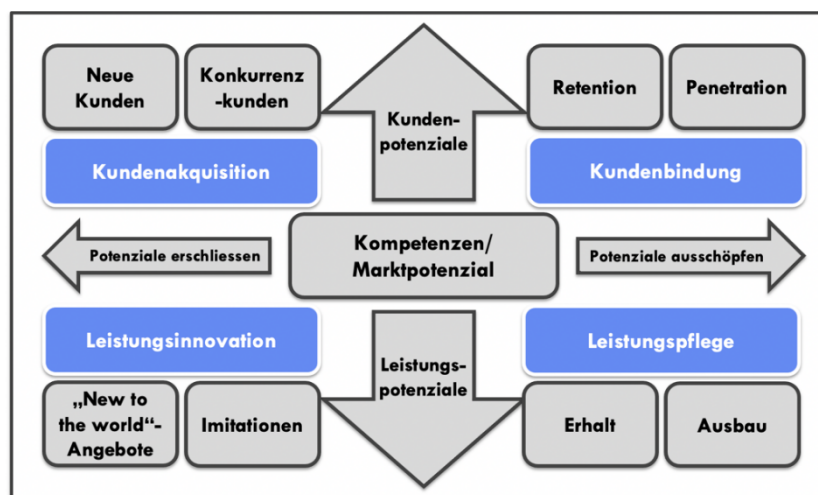 Neue
Kunden
Konkurrenz
-kunden
Kunden-
potenziale
Retention
Penetration
Kundenakquisition
Kundenbindung
Potenziale erschliessen
Kompetenzen/
Marktpotenzial
Potenziale ausschöpfen
Leistungsinnovation
Leistungspflege
Leistungs-
potenziale
„New to
the world“-
Angebote
Imitationen
Erhalt
Ausbau